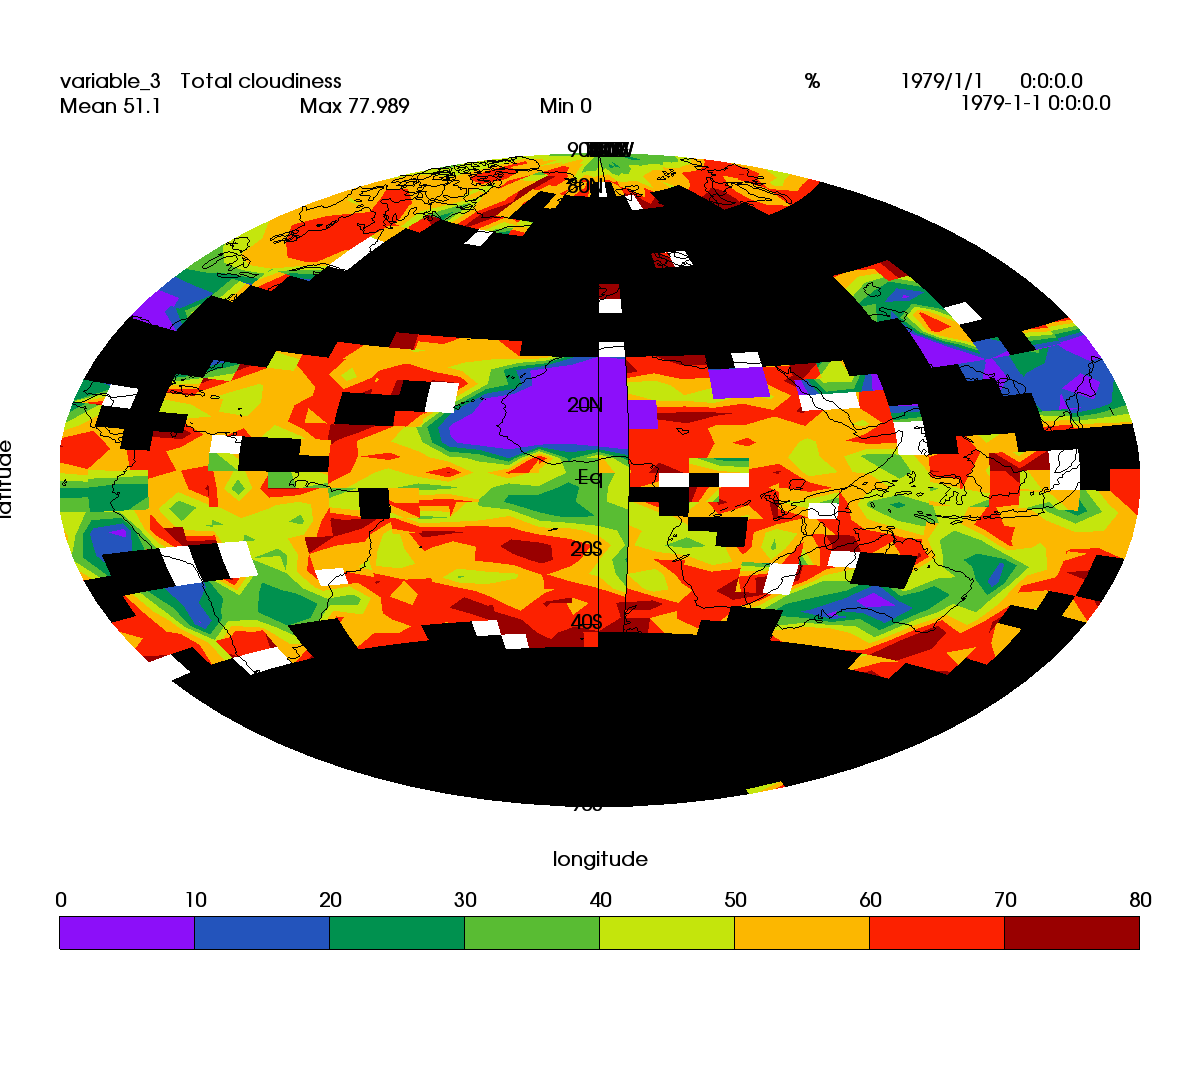 variable_3 Total cloudiness % 1979/1/1 0:0:0.0
Mean 51.1 Max 77.989 Min 0 1979-1-1 0:0:0.0
80N
20N
Eq
20S
40S
latitude
longitude
0 10 20 30 40 50 60 70 80